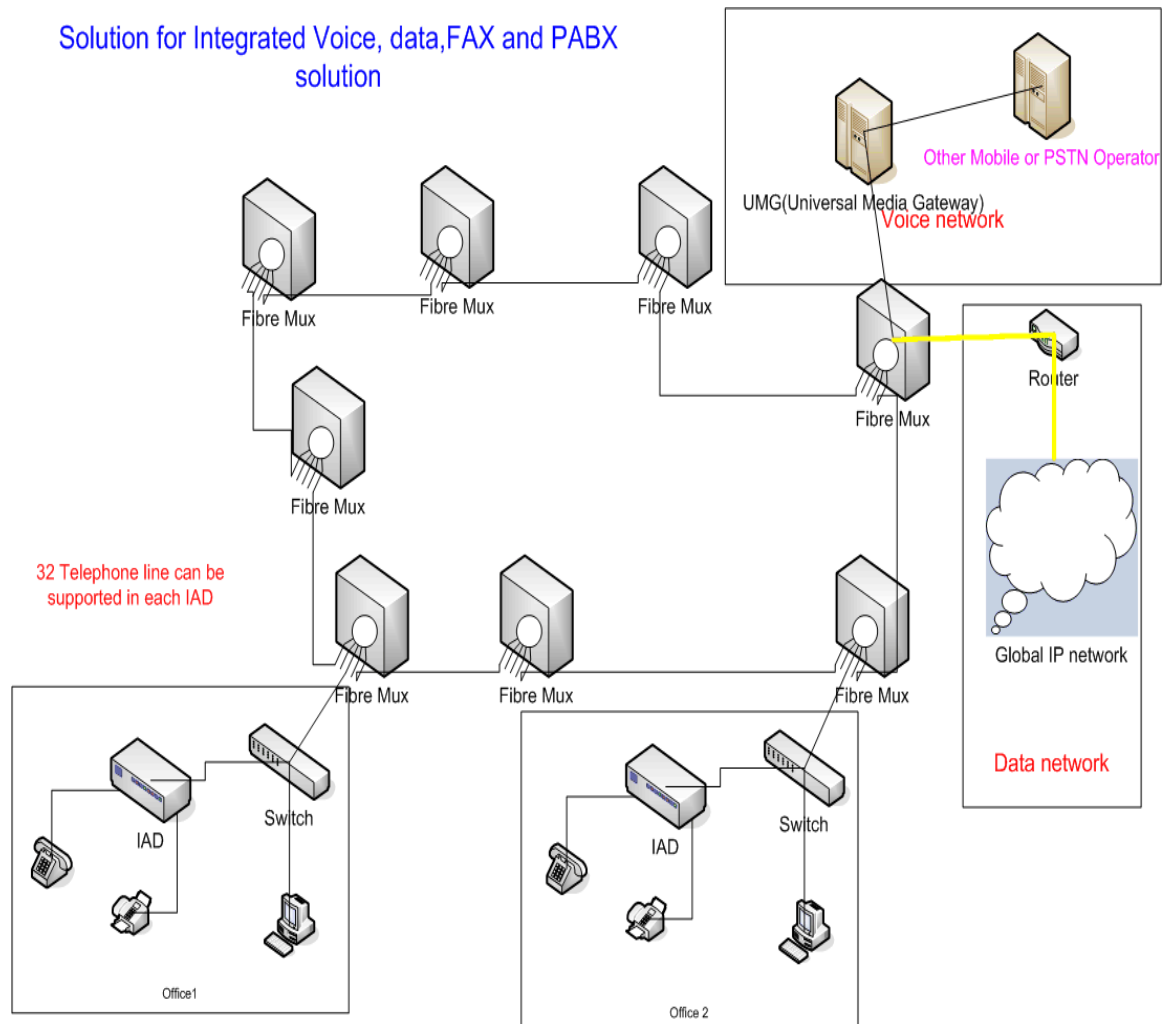 Solution for Integrated Voice, data,FAX and PABX
solution
Other Mobile or PSTN Operator
UMG(Universal Media Gateway)
Voice network
Fibre Mux
Fibre Mux
Fibre Mux
Fibre Mux
Router
Fibre Mux
32 Telephone line can be
supported in each IAD
Global IP network
Fibre Mux
Fibre Mux
Fibre Mux
Data network
Switch
IAD
Switch
IAD
Office1
Office 2